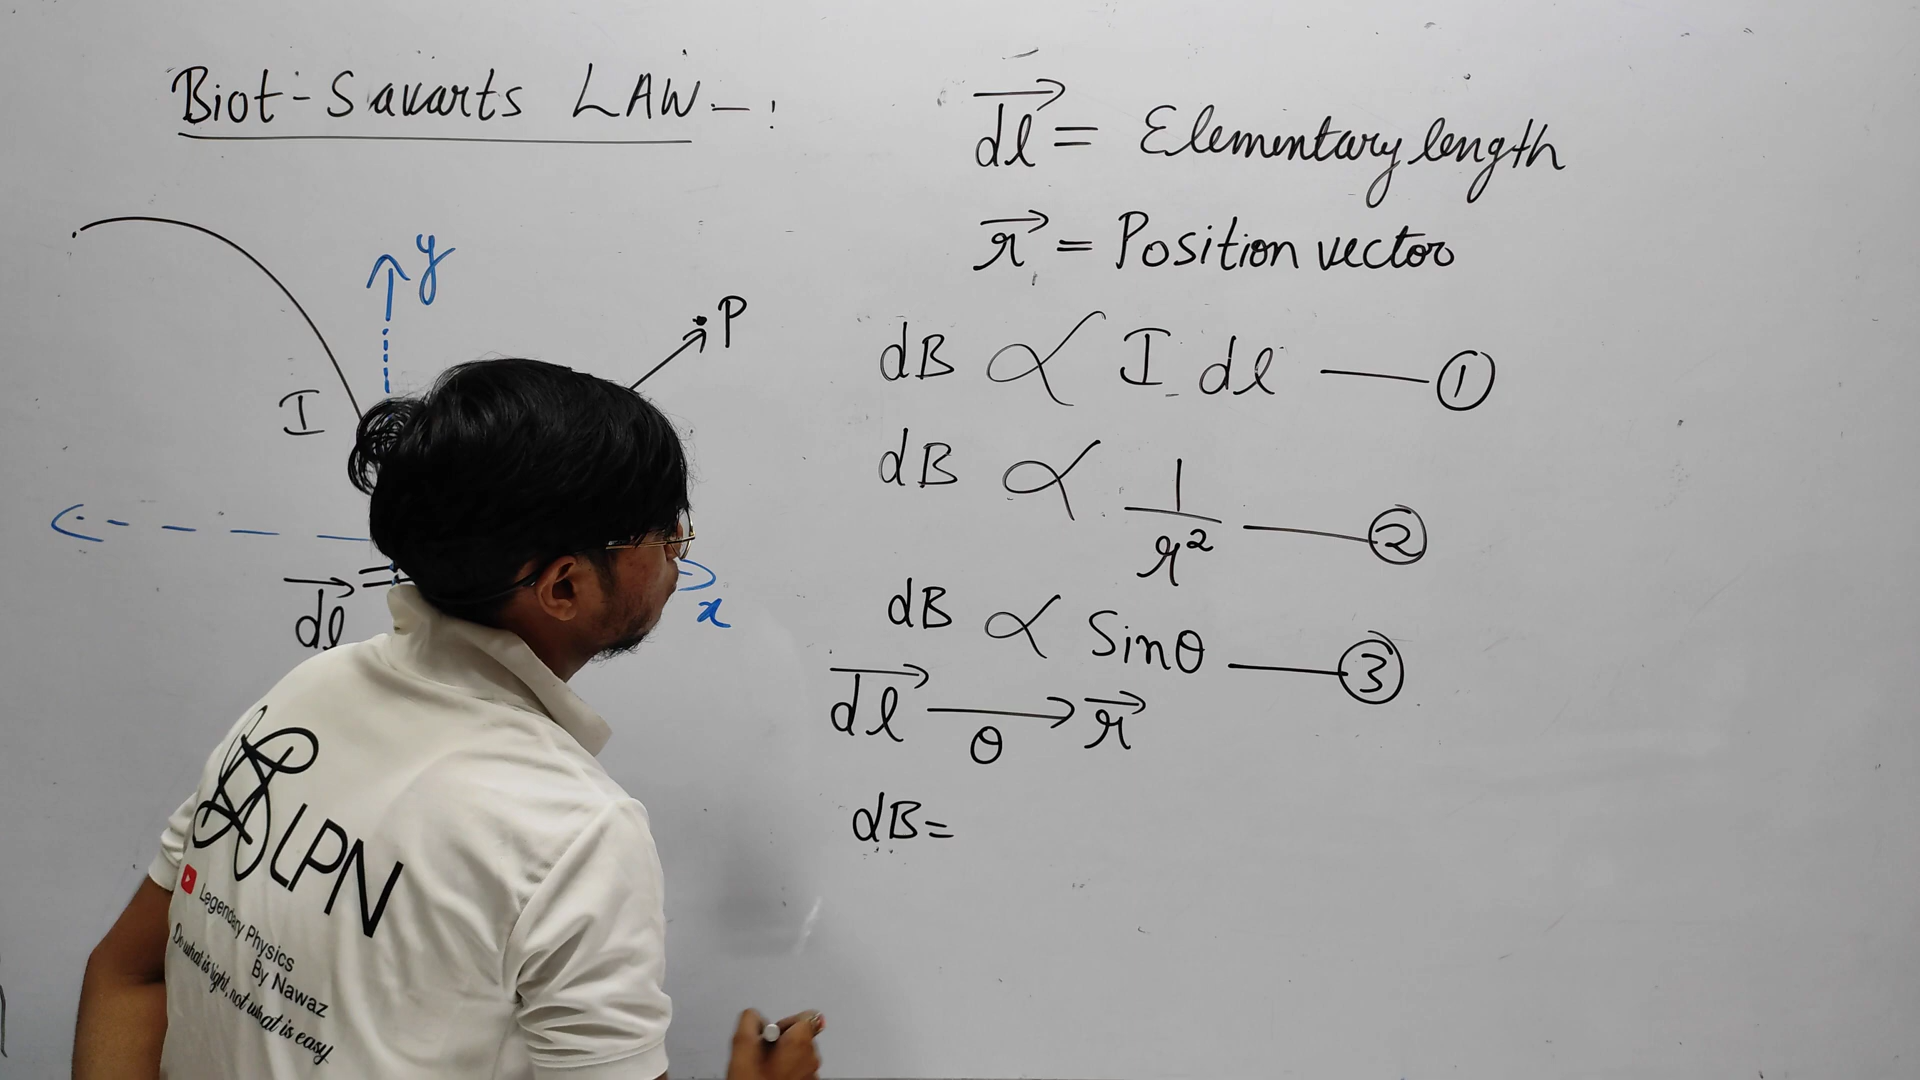 Biot-Savarts LAW-:
y
P
I
x
dl
dl = Elementary length
r = Position vector
dB ∝ I dl —— 1
dB ∝ 1/r² —— 2
dB ∝ Sinθ —— 3
dl → r
θ
dB=
LPN
Legendary Physics
By Nawaz
Do what is right, not what is easy